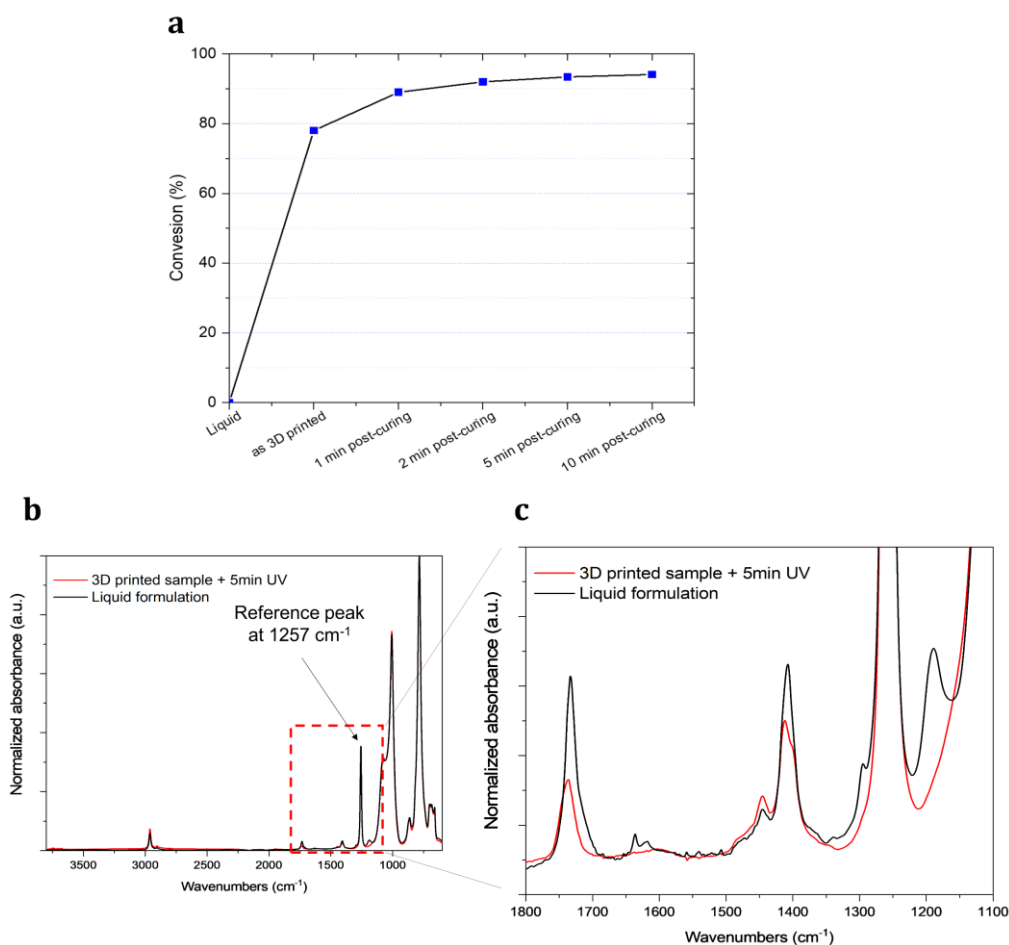 a
100
80
60
40
20
0
Convesion (%)
Liquid
as 3D printed
1 min post-curing
2 min post-curing
5 min post-curing
10 min post-curing
b
3D printed sample + 5min UV
Liquid formulation
Reference peak
at 1257 cm⁻¹
Normalized absorbance (a.u.)
3500
3000
2500
2000
1500
1000
Wavenumbers (cm⁻¹)
c
3D printed sample + 5min UV
Liquid formulation
Normalized absorbance (a.u.)
1800
1700
1600
1500
1400
1300
1200
1100
Wavenumbers (cm⁻¹)